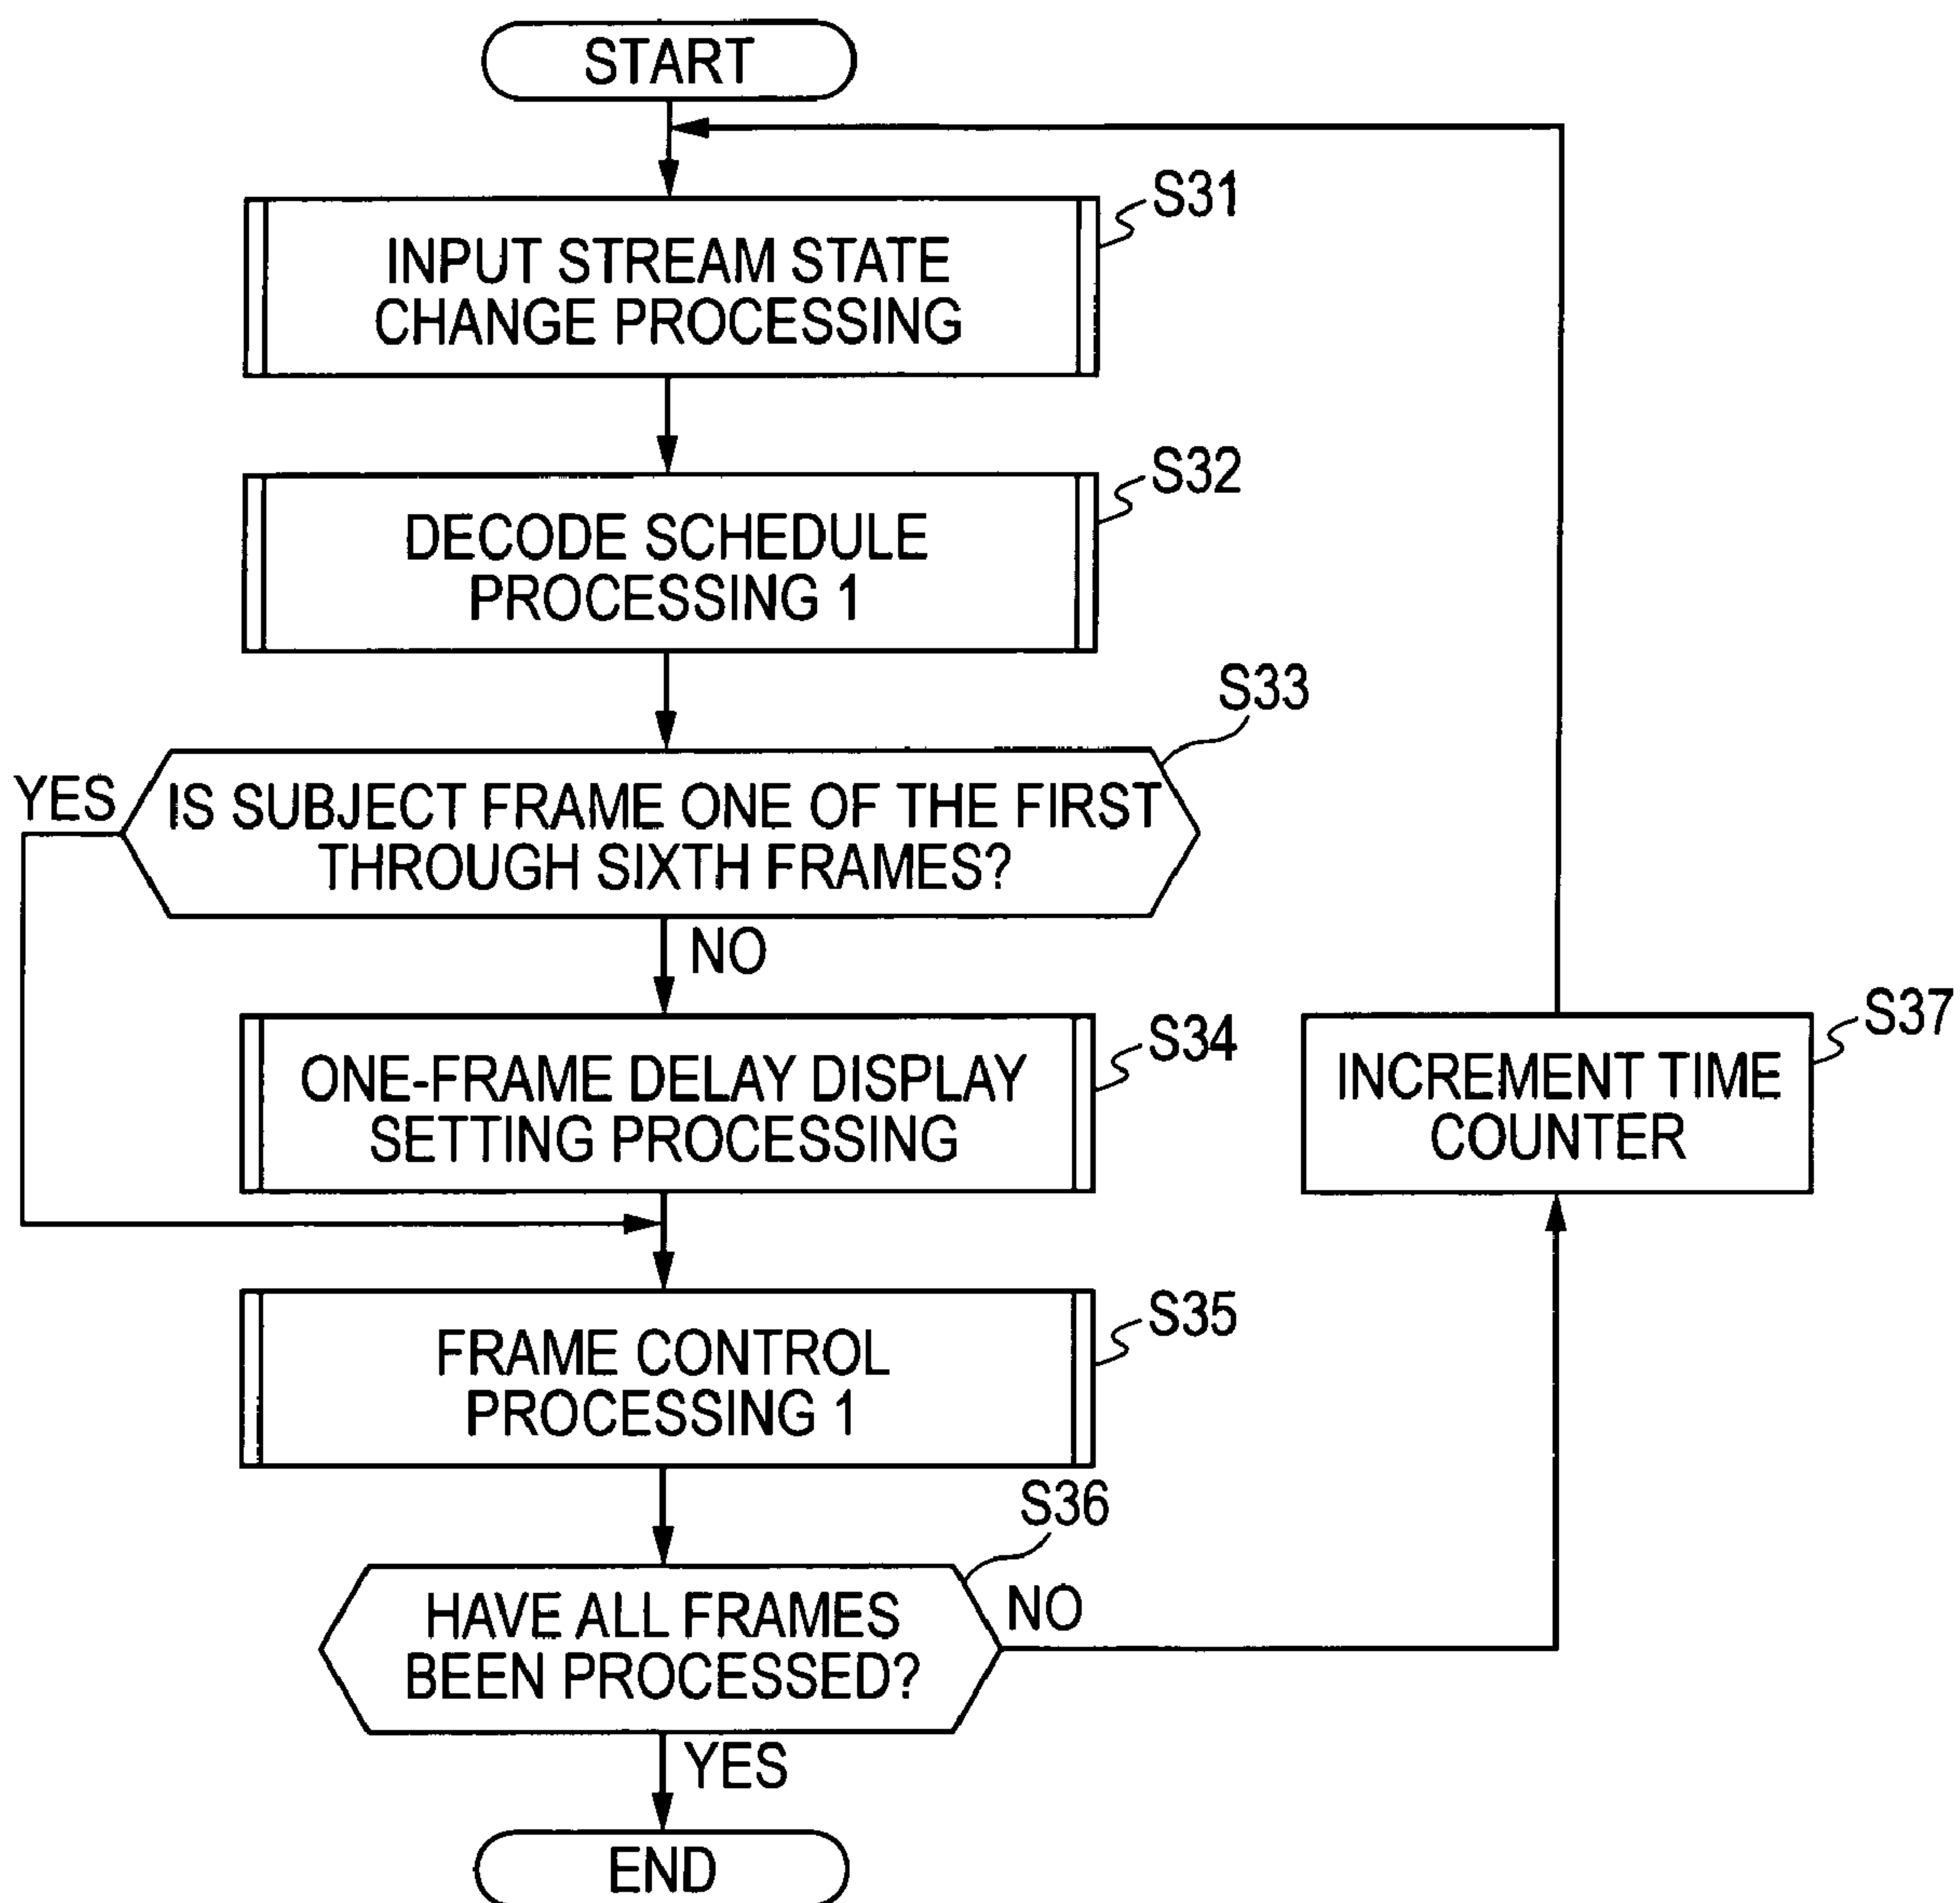 START
S31
INPUT STREAM STATE
CHANGE PROCESSING
S32
DECODE SCHEDULE
PROCESSING 1
S33
YES
IS SUBJECT FRAME ONE OF THE FIRST
THROUGH SIXTH FRAMES?
NO
S34
ONE-FRAME DELAY DISPLAY
SETTING PROCESSING
S37
INCREMENT TIME
COUNTER
S35
FRAME CONTROL
PROCESSING 1
S36
HAVE ALL FRAMES
BEEN PROCESSED?
NO
YES
END